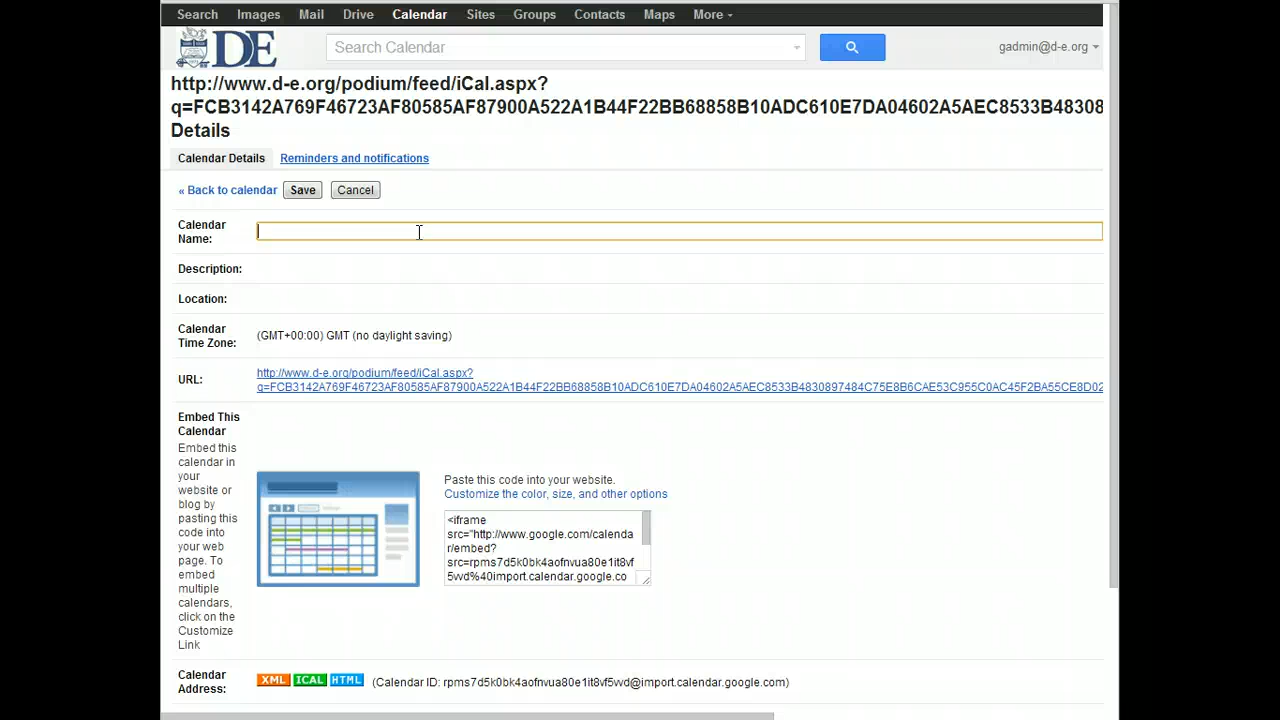 Search Images Mail Drive Calendar Sites Groups Contacts Maps More
DE Search Calendar gadmin@d-e.org
http://www.d-e.org/podium/feed/iCal.aspx?
q=FCB3142A769F46723AF80585AF87900A522A1B44F22BB68858B10ADC610E7DA04602A5AEC8533B48308
Details
Calendar Details Reminders and notifications
« Back to calendar Save Cancel
Calendar
Name:
Description:
Location:
Calendar
Time Zone:
(GMT+00:00) GMT (no daylight saving)
URL:
http://www.d-e.org/podium/feed/iCal.aspx?
q=FCB3142A769F46723AF80585AF87900A522A1B44F22BB68858B10ADC610E7DA04602A5AEC8533B4830897484C75E8B6CAE53C955C0AC45F2BA55CE8D02
Embed This
Calendar
Embed this
calendar in
your
website or
blog by
pasting this
code into
your web
page. To
embed
multiple
calendars,
click on the
Customize
Link
Paste this code into your website.
Customize the color, size, and other options
<iframe
src="http://www.google.com/calenda
r/embed?
src=rpms7d5k0bk4aofnvua80e1it8vf
5vvd%40import.calendar.google.co
Calendar
Address:
XML ICAL HTML (Calendar ID: rpms7d5k0bk4aofnvua80e1it8vf5vvd@import.calendar.google.com)